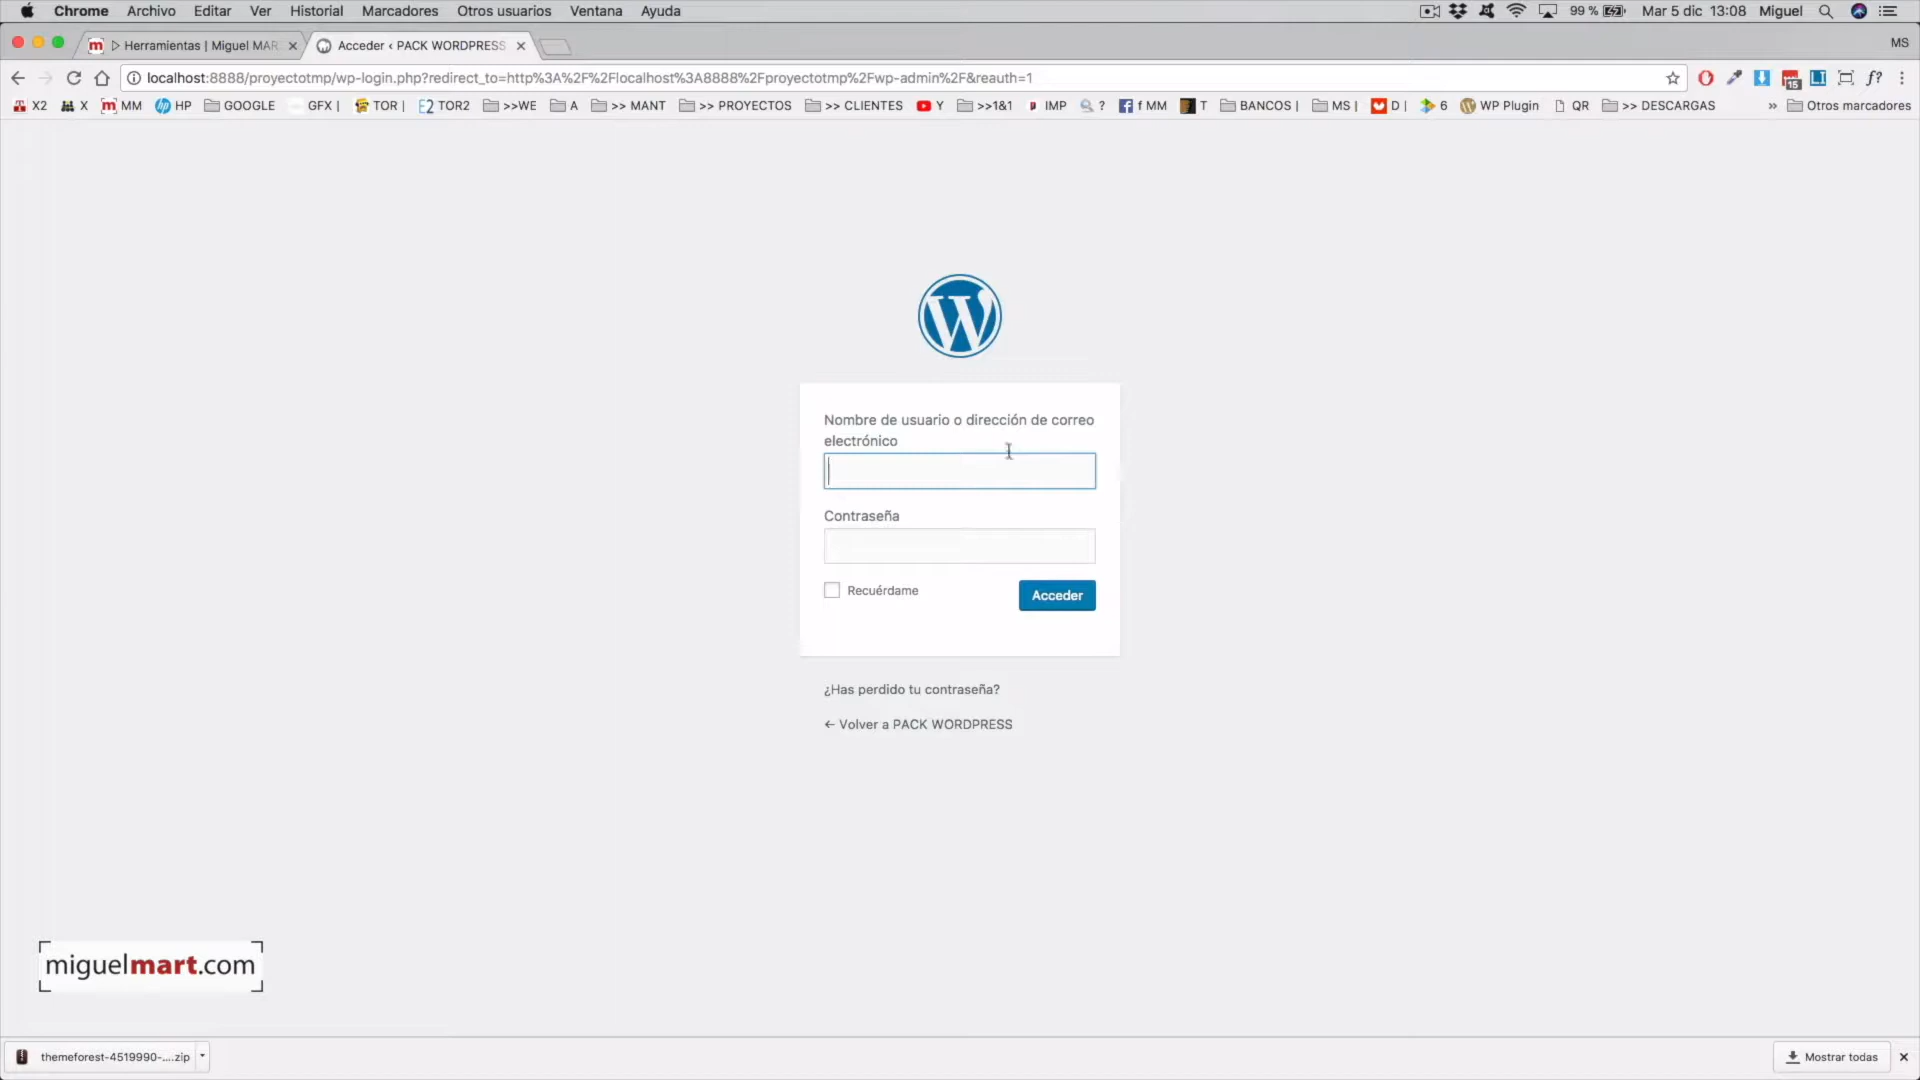 Chrome Archivo Editar Ver Historial Marcadores Otros usuarios Ventana Ayuda 99 % Mar 5 dic 13:08 Miguel
Herramientas | Miguel MAR Acceder ‹ PACK WORDPRESS MS
localhost:8888/proyectotmp/wp-login.php?redirect_to=http%3A%2F%2Flocalhost%3A8888%2Fproyectotmp%2Fwp-admin%2F&reauth=1 15 LI f?
X2 X MM HP GOOGLE GFX | TOR | TOR2 >>WE A >> MANT >> PROYECTOS >> CLIENTES Y >>1&1 IMP ? f MM T BANCOS | MS | D | 6 WP Plugin QR >> DESCARGAS » Otros marcadores
Nombre de usuario o dirección de correo
electrónico
Contraseña
Recuérdame Acceder
¿Has perdido tu contraseña?
← Volver a PACK WORDPRESS
miguelmart.com
themeforest-4519990-....zip Mostrar todas